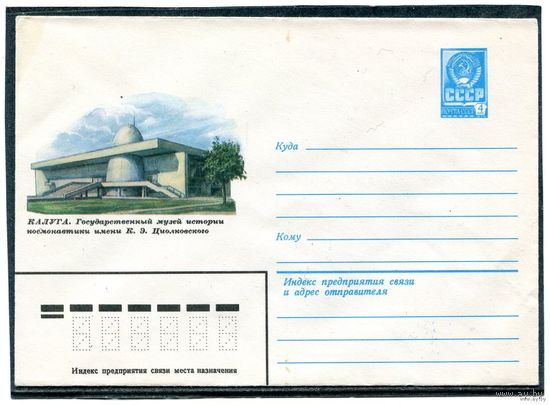 СССР
ПОЧТА СССР
4
КАЛУГА. Государственный музей истории
космонавтики имени К. Э. Циолковского
Куда
Кому
Индекс предприятия связи
и адрес отправителя
Индекс предприятия связи места назначения